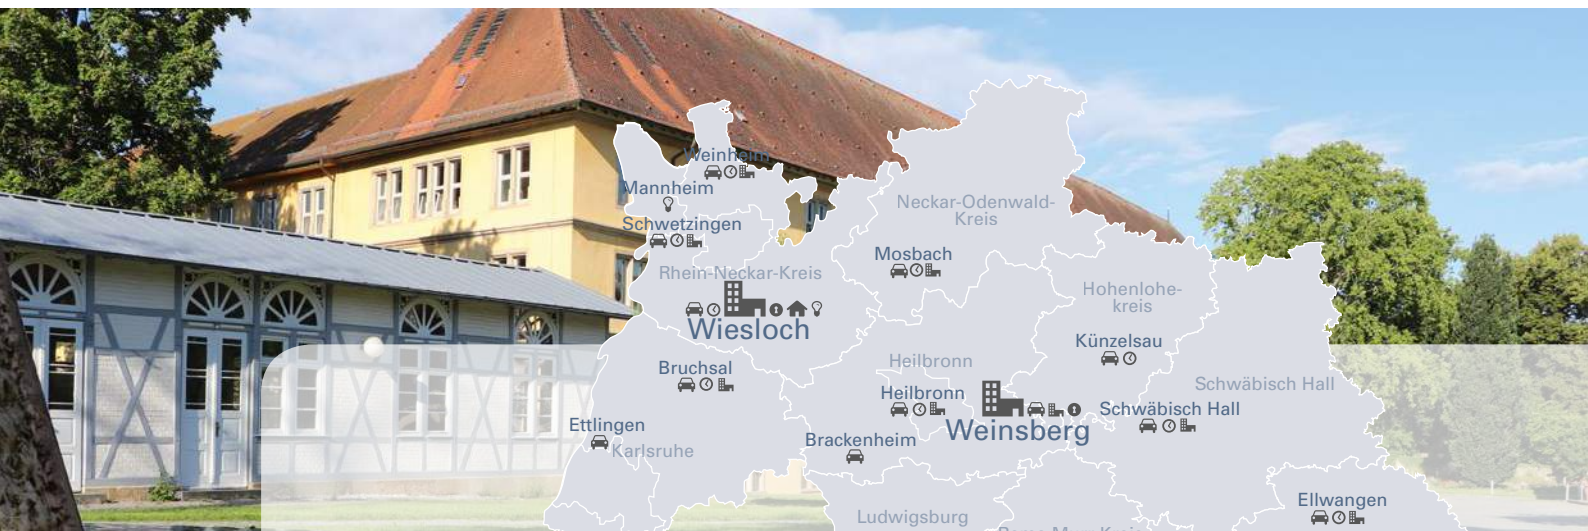 Weinheim
Mannheim
Schwetzingen
Neckar-Odenwald-
Kreis
Mosbach
Rhein-Neckar-Kreis
Wiesloch
Hohenlohe-
kreis
Künzelsau
Bruchsal
Heilbronn
Heilbronn
Schwäbisch Hall
Schwäbisch Hall
Ettlingen
Karlsruhe
Brackenheim
Weinsberg
Ellwangen
Ludwigsburg